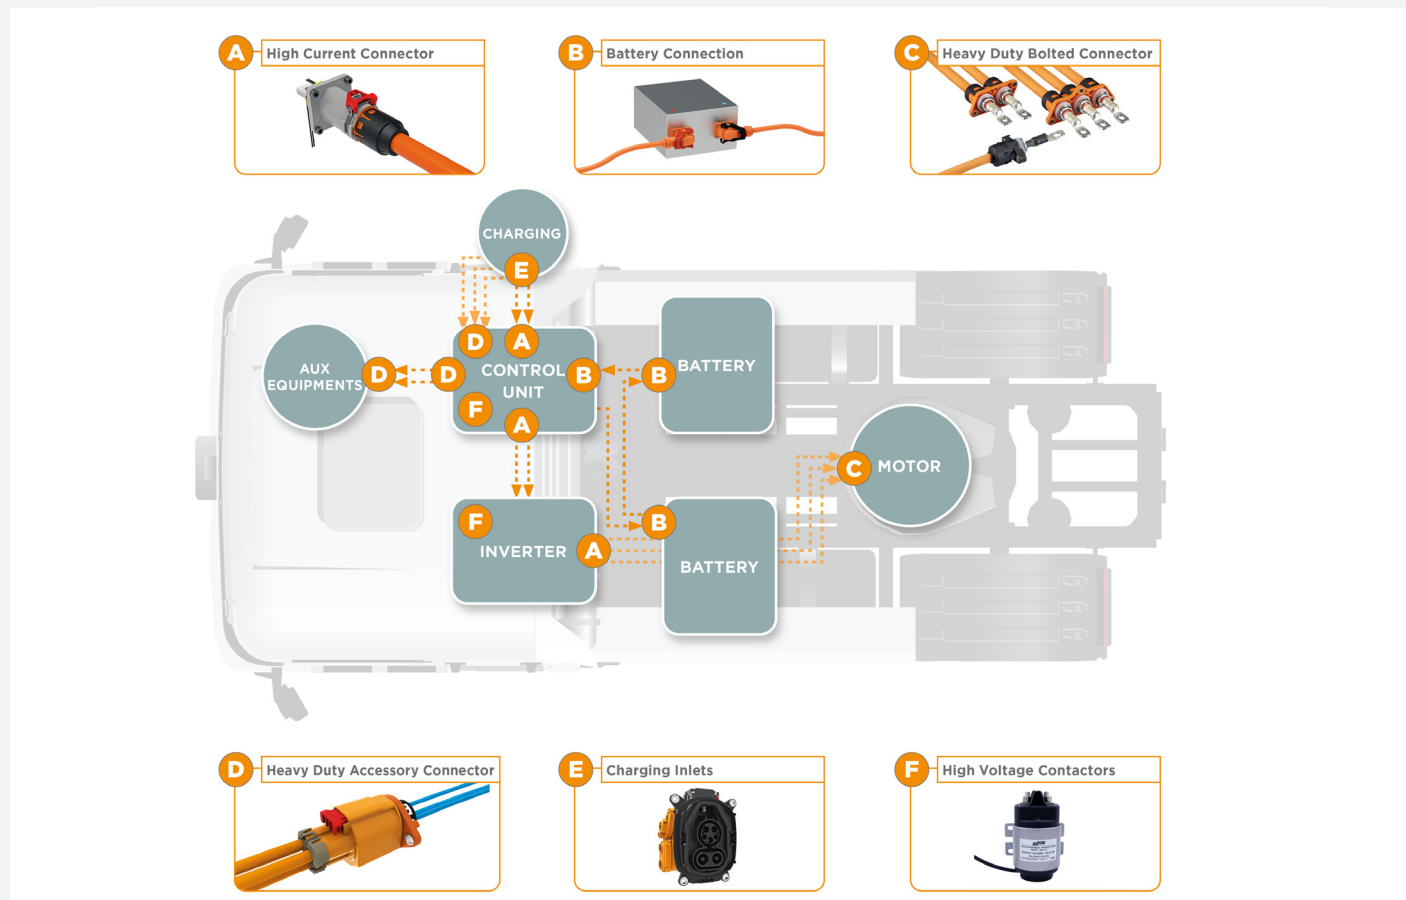 A High Current Connector
B Battery Connection
C Heavy Duty Bolted Connector
CHARGING
E
D A
AUX
EQUIPMENTS
D D
CONTROL
UNIT
B B
BATTERY
F
A
C MOTOR
F
B
INVERTER
A
BATTERY
D Heavy Duty Accessory Connector
E Charging Inlets
F High Voltage Contactors